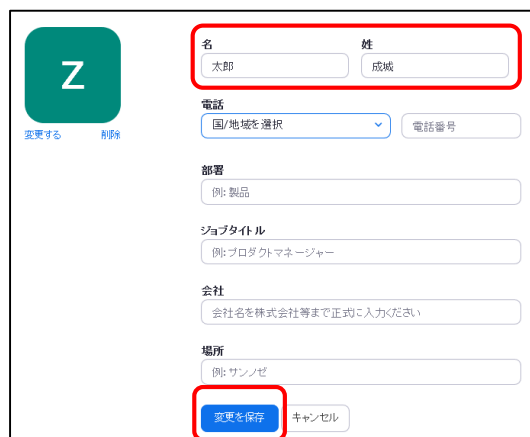 Z
変更する 削除
名 姓
太郎 成城
電話
国/地域を選択 電話番号
部署
例: 製品
ジョブタイトル
例:プロダクトマネージャー
会社
会社名を株式会社等まで正式に入力ください
場所
例: サンノゼ
変更を保存 キャンセル